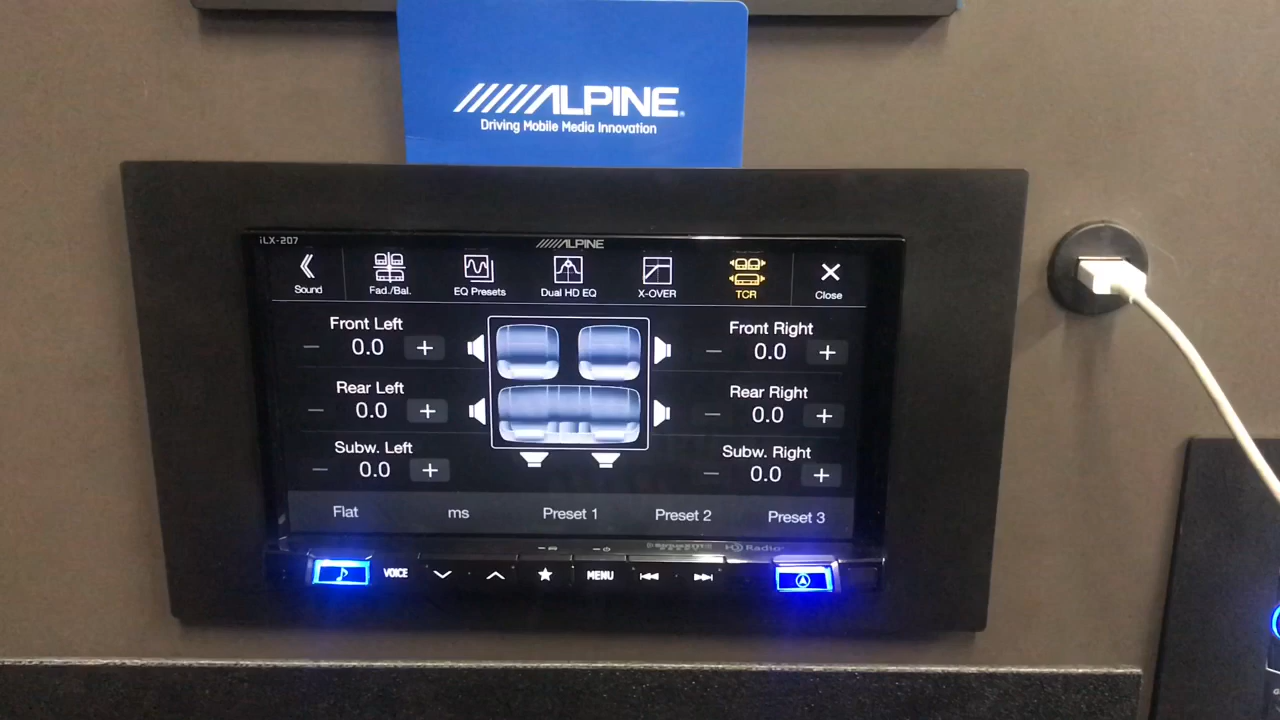 ALPINE
Driving Mobile Media Innovation
iLX-207
ALPINE
Sound
Fad./Bal.
EQ Presets
Dual HD EQ
X-OVER
TCR
Close
Front Left
0.0
Front Right
0.0
Rear Left
0.0
Rear Right
0.0
Subw. Left
0.0
Subw. Right
0.0
Flat
ms
Preset 1
Preset 2
Preset 3
HD Radio
VOICE
MENU